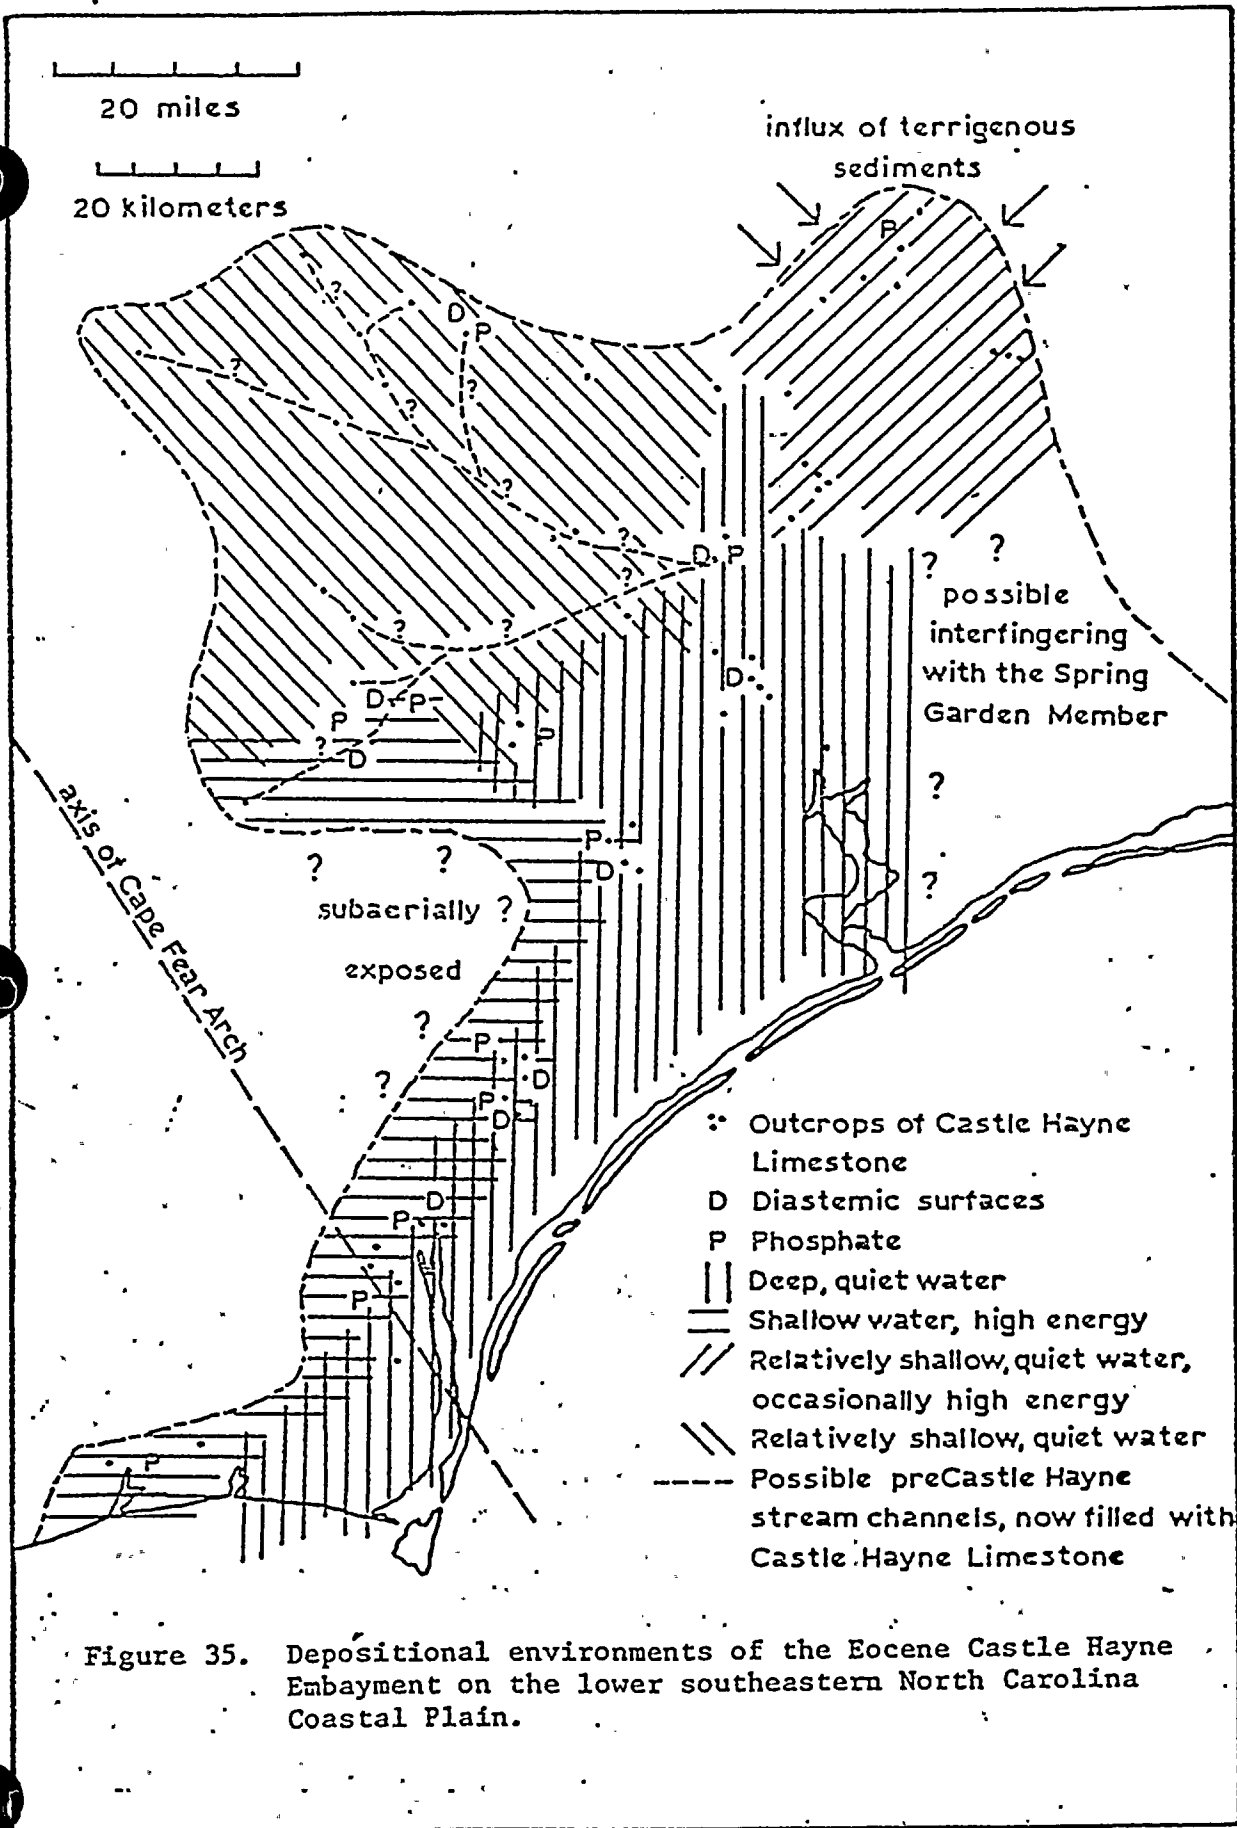 20 miles
20 kilometers
influx of terrigenous
sediments
P
?
D
P
?
?
?
?
?
?
D P
?
?
?
?
possible
interfingering
with the Spring
Garden Member
?
?
D
D P
P
P
?
D
?
P
D
?
?
?
subaerially ?
exposed
axis of Cape Fear Arch
?
P
D
?
P
D
D
P
P
P
Outcrops of Castle Hayne
Limestone
D Diastemic surfaces
P Phosphate
Deep, quiet water
Shallow water, high energy
Relatively shallow, quiet water,
occasionally high energy
Relatively shallow, quiet water
Possible preCastle Hayne
stream channels, now filled with
Castle Hayne Limestone
Figure 35. Depositional environments of the Eocene Castle Hayne
Embayment on the lower southeastern North Carolina
Coastal Plain.